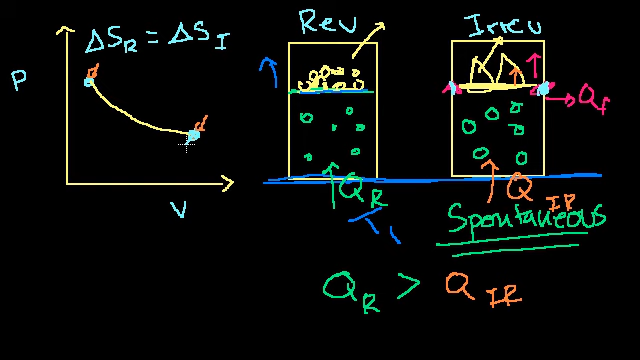 Rev
Irrev
ΔS_R = ΔS_I
P
V
Q_f
Q_R
Q_IR
T_1
Spontaneous
Q_R > Q_IR